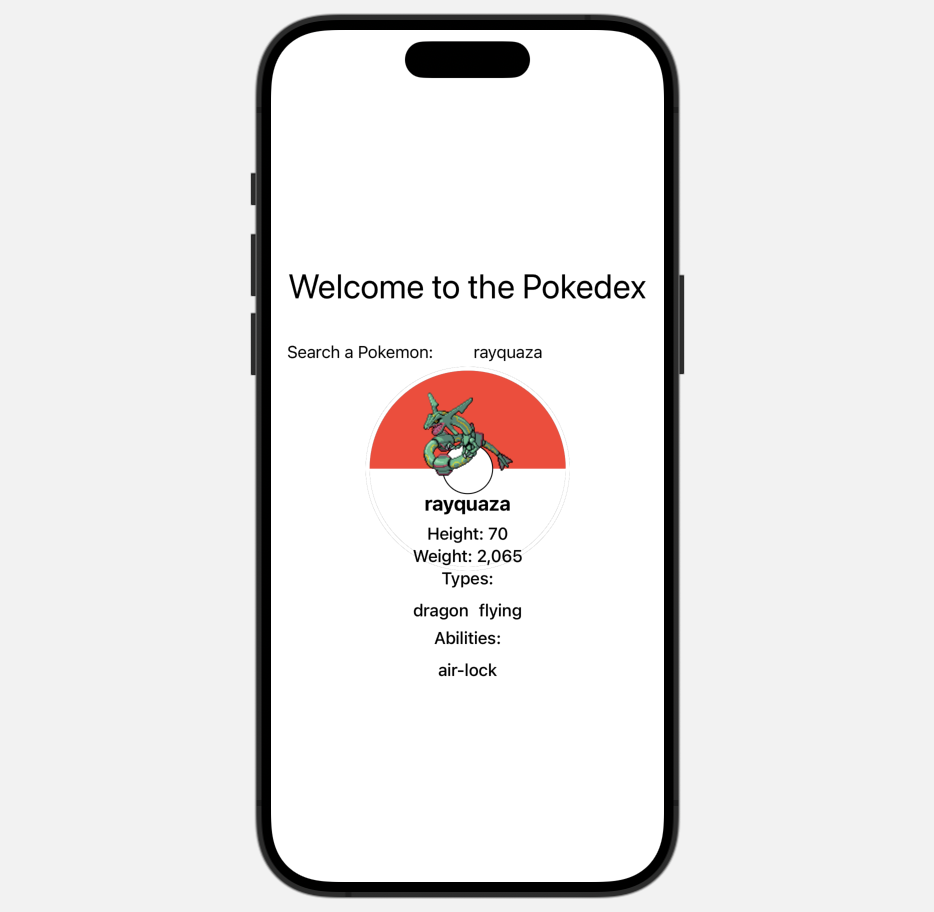 Welcome to the Pokedex
Search a Pokemon: rayquaza
rayquaza
Height: 70
Weight: 2,065
Types:
dragon flying
Abilities:
air-lock